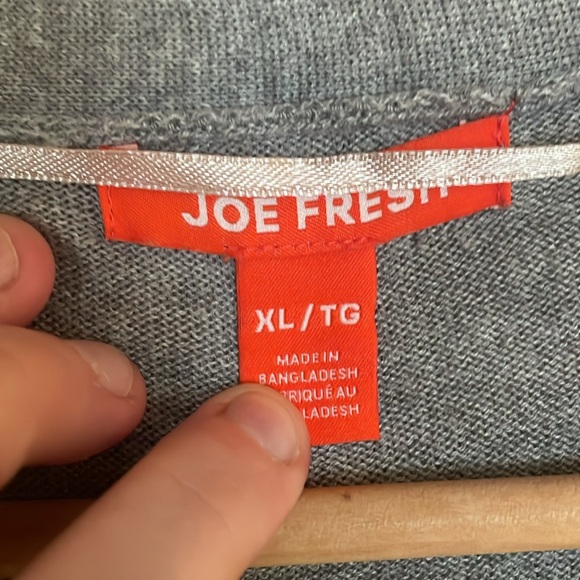 JOE FRESH
XL/TG
MADE IN
BANGLADESH
AU